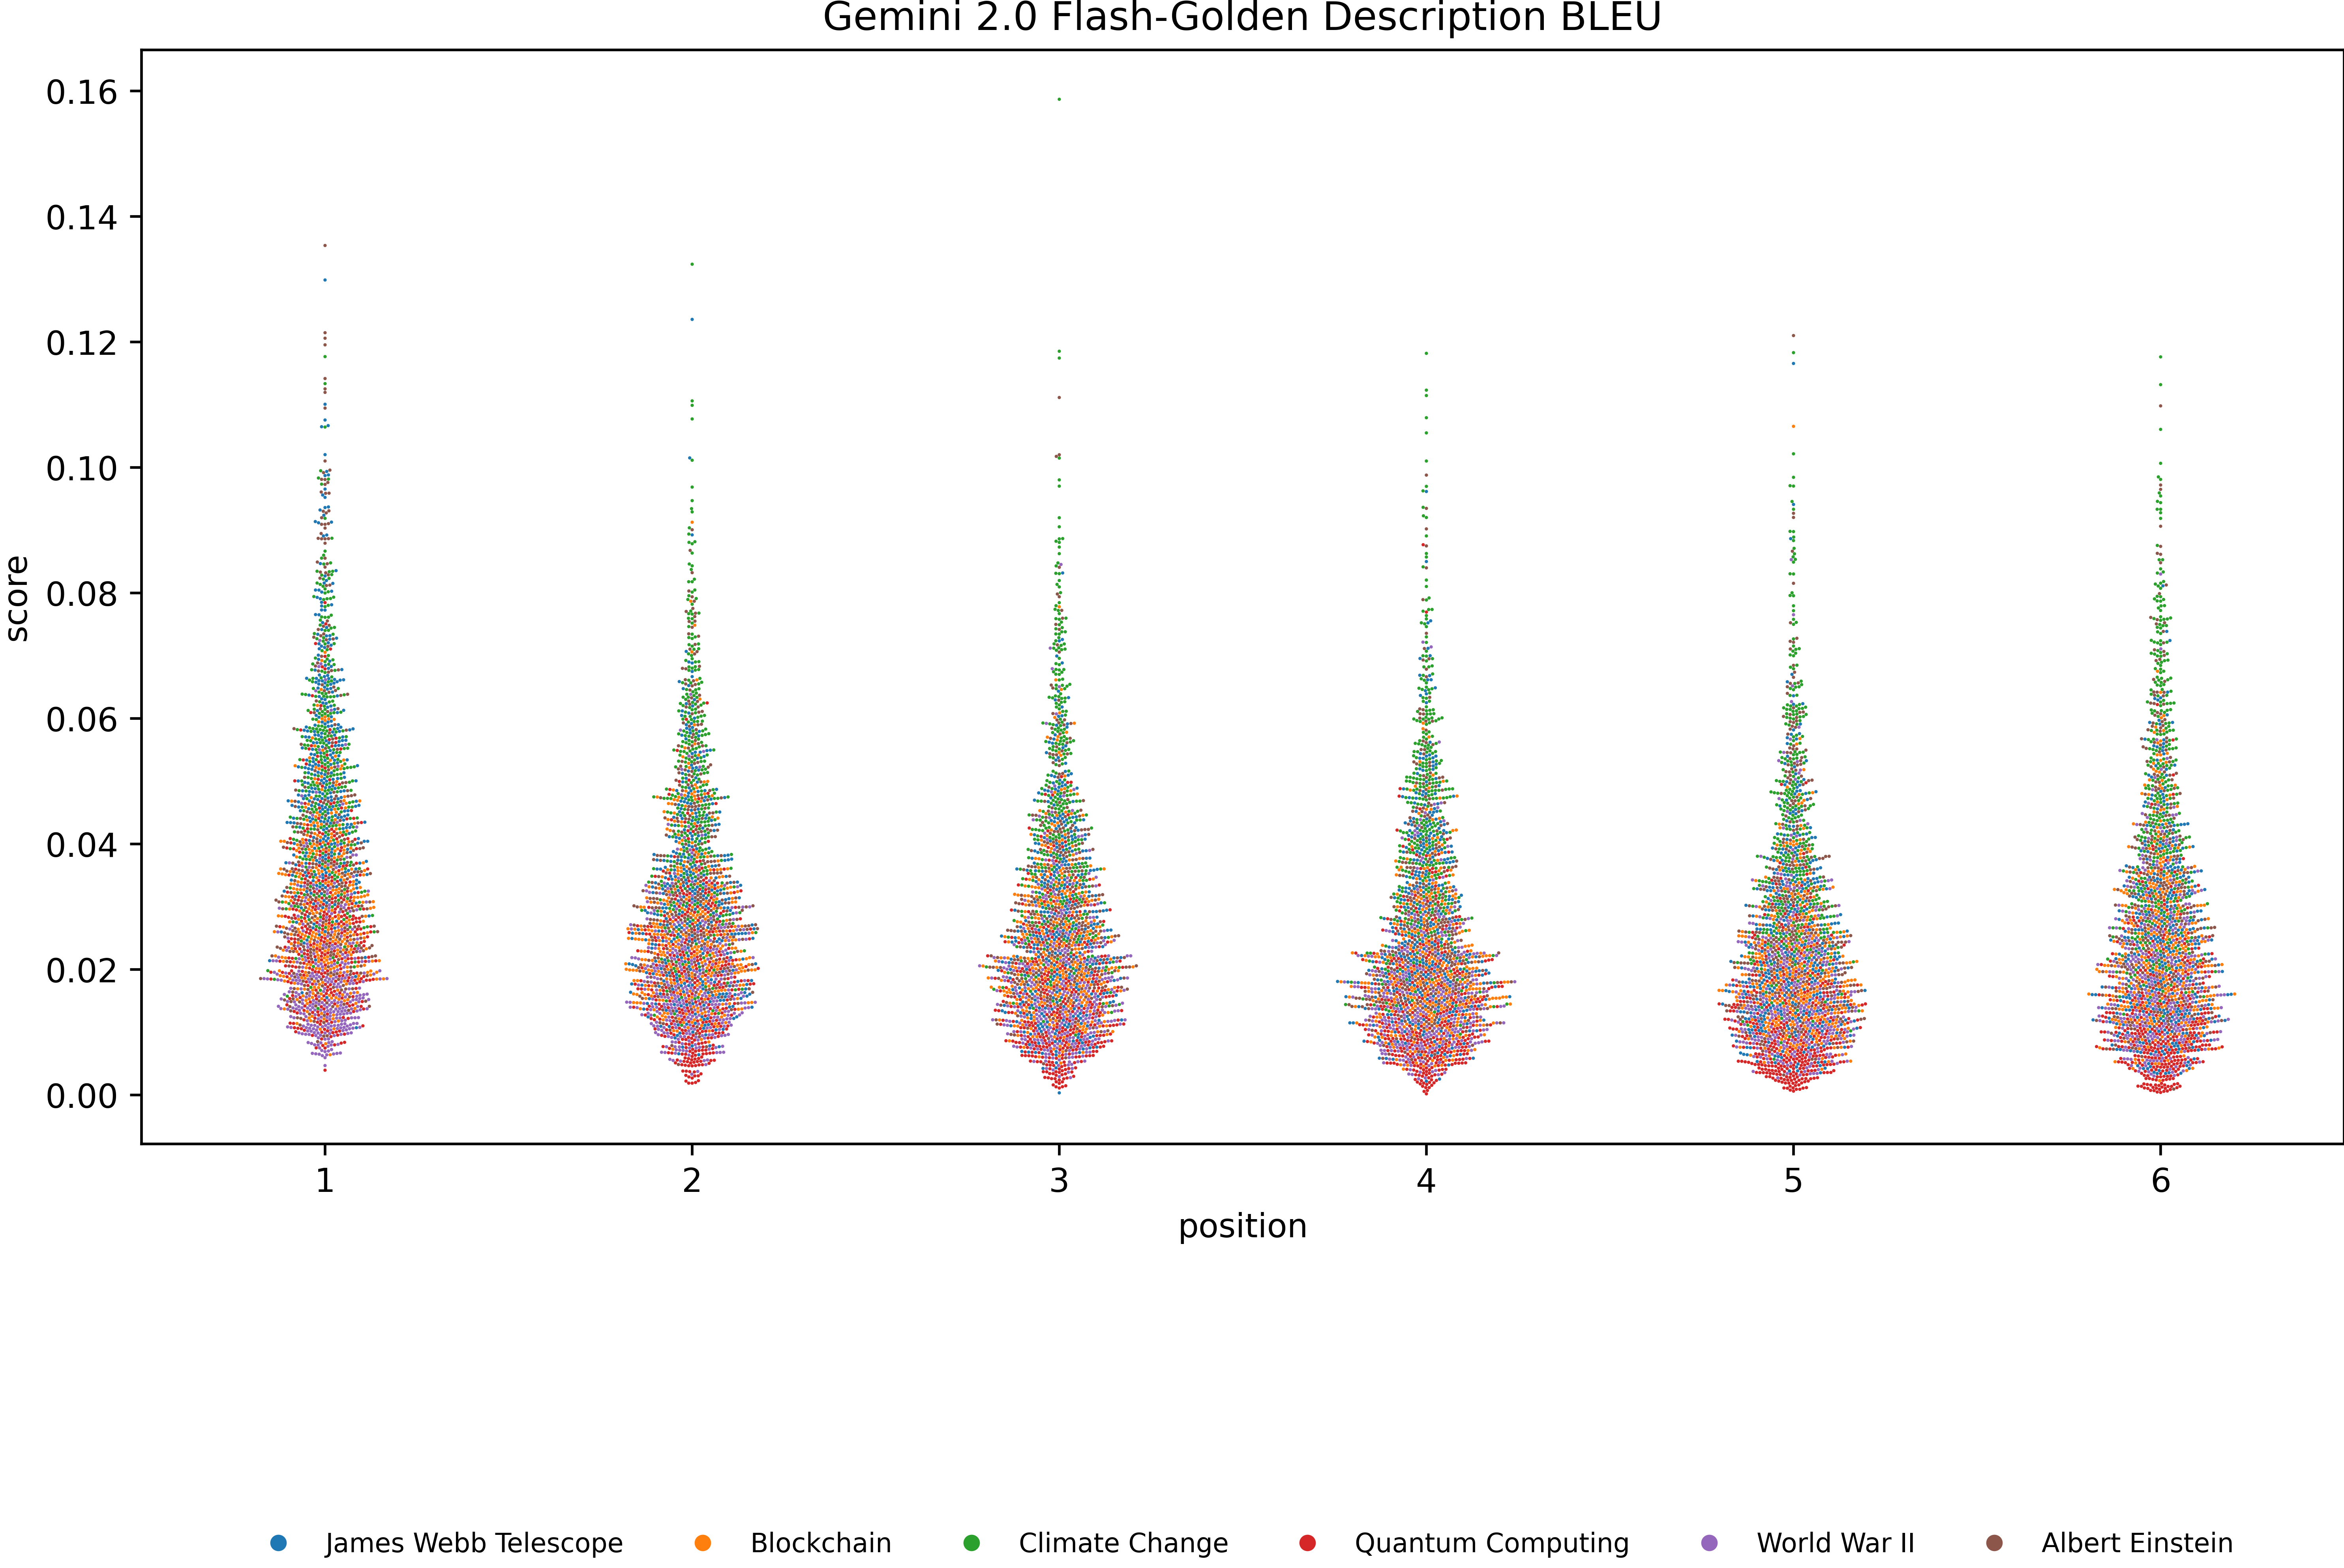 Gemini 2.0 Flash-Golden Description BLEU
0.16
0.14
0.12
0.10
0.08
0.06
0.04
0.02
0.00
score
1 2 3 4 5 6
position
James Webb Telescope Blockchain Climate Change Quantum Computing World War II Albert Einstein